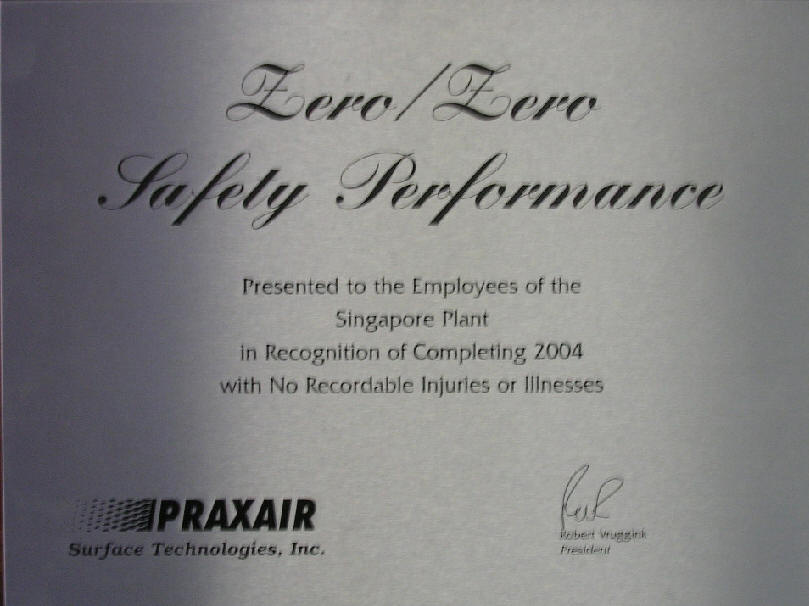 Zero/Zero
Safety Performance
Presented to the Employees of the
Singapore Plant
in Recognition of Completing 2004
with No Recordable Injuries or Illnesses
PRAXAIR
Surface Technologies, Inc.
Robert Vruggink
President